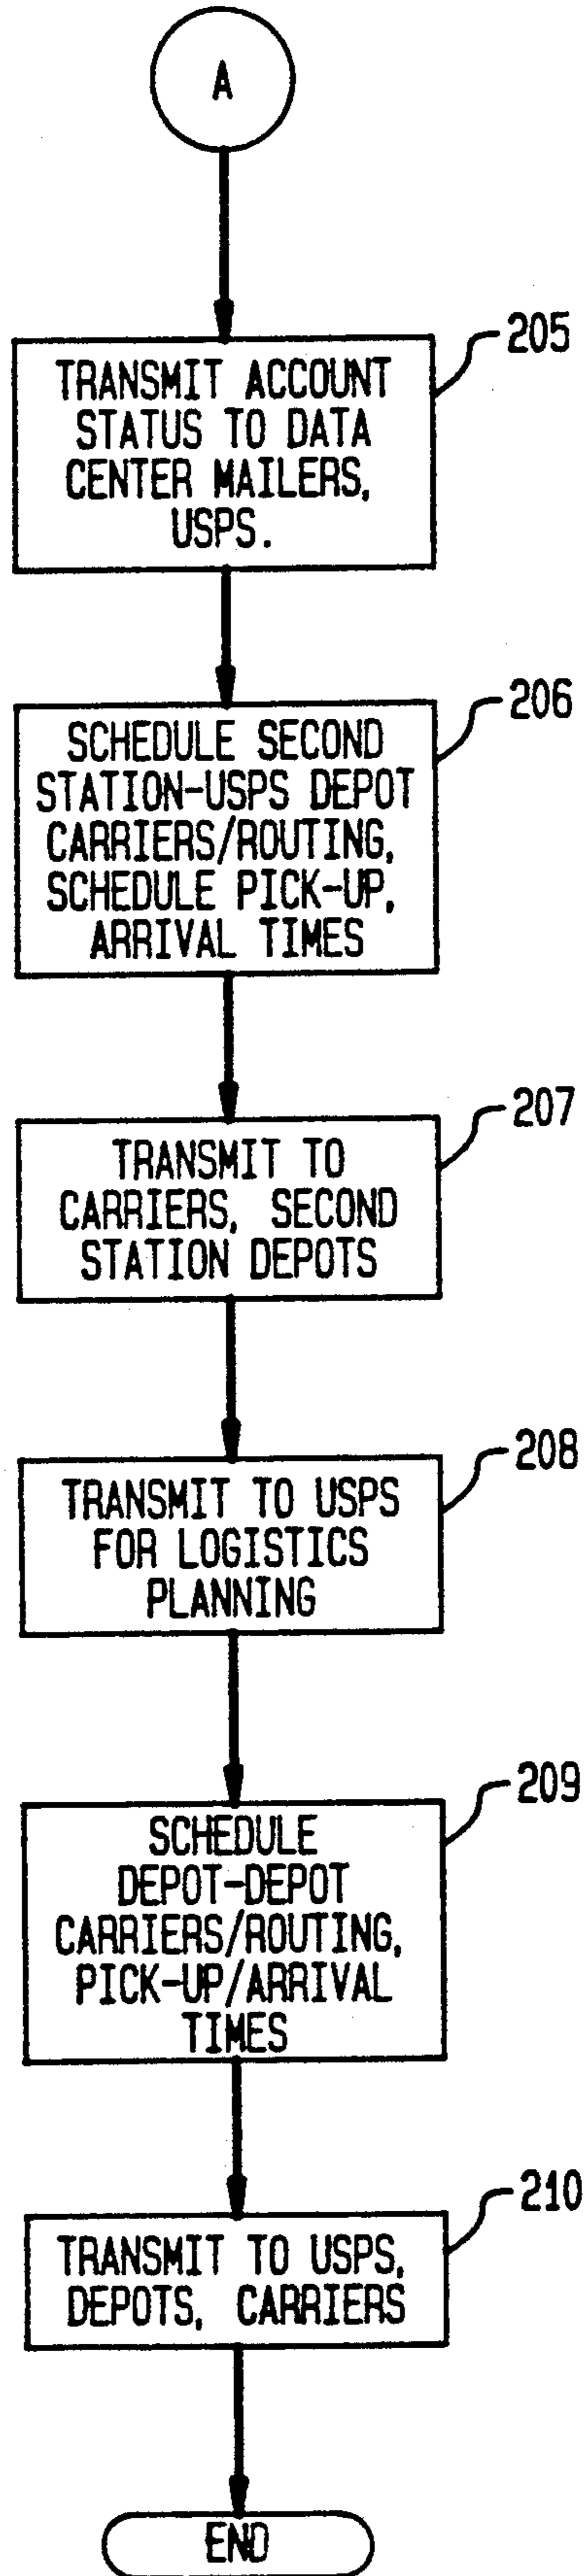 A
205
TRANSMIT ACCOUNT
STATUS TO DATA
CENTER MAILERS,
USPS.
206
SCHEDULE SECOND
STATION-USPS DEPOT
CARRIERS/ROUTING,
SCHEDULE PICK-UP,
ARRIVAL TIMES
207
TRANSMIT TO
CARRIERS, SECOND
STATION DEPOTS
208
TRANSMIT TO USPS
FOR LOGISTICS
PLANNING
209
SCHEDULE
DEPOT-DEPOT
CARRIERS/ROUTING,
PICK-UP/ARRIVAL
TIMES
210
TRANSMIT TO USPS,
DEPOTS, CARRIERS
END